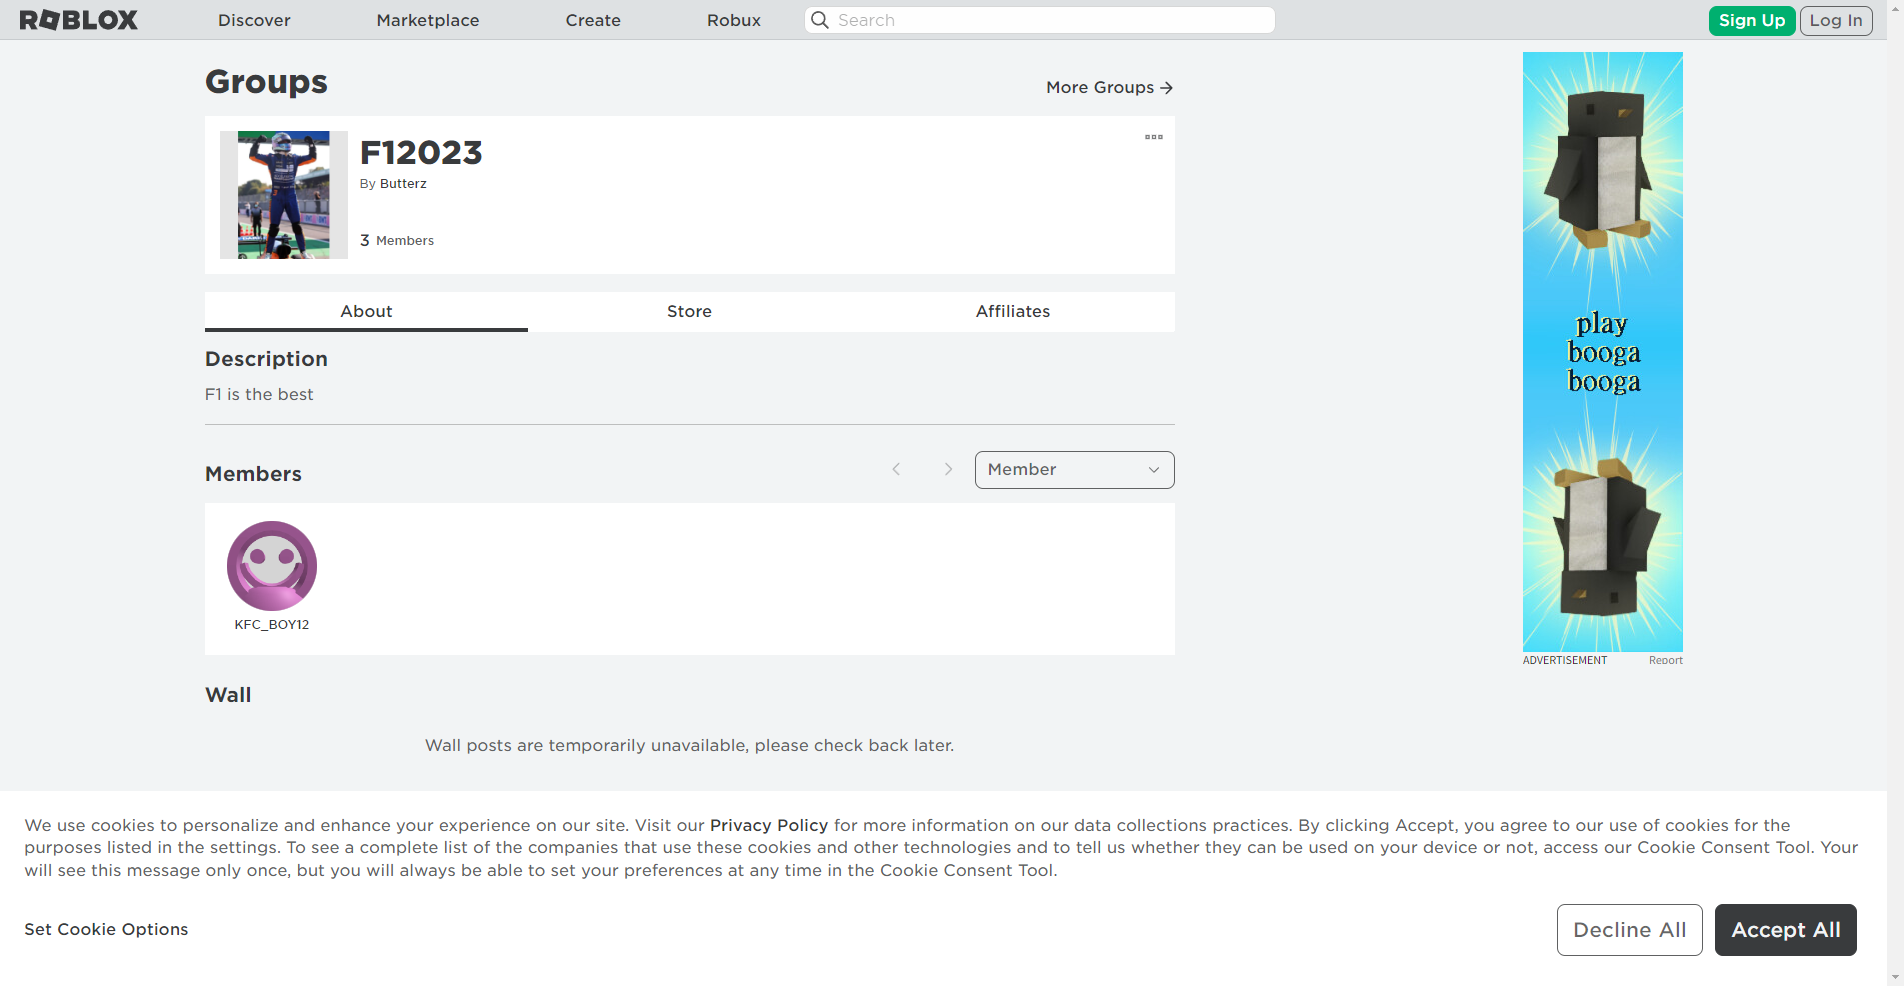 ROBLOX Discover Marketplace Create Robux Search Sign Up Log In
Groups
More Groups →
F12023
By Butterz
3 Members
About Store Affiliates
Description
F1 is the best
Members
Member
KFC_BOY12
Wall
Wall posts are temporarily unavailable, please check back later.
play
booga
booga
ADVERTISEMENT Report
We use cookies to personalize and enhance your experience on our site. Visit our Privacy Policy for more information on our data collections practices. By clicking Accept, you agree to our use of cookies for the
purposes listed in the settings. To see a complete list of the companies that use these cookies and other technologies and to tell us whether they can be used on your device or not, access our Cookie Consent Tool. Your
will see this message only once, but you will always be able to set your preferences at any time in the Cookie Consent Tool.
Set Cookie Options
Decline All
Accept All